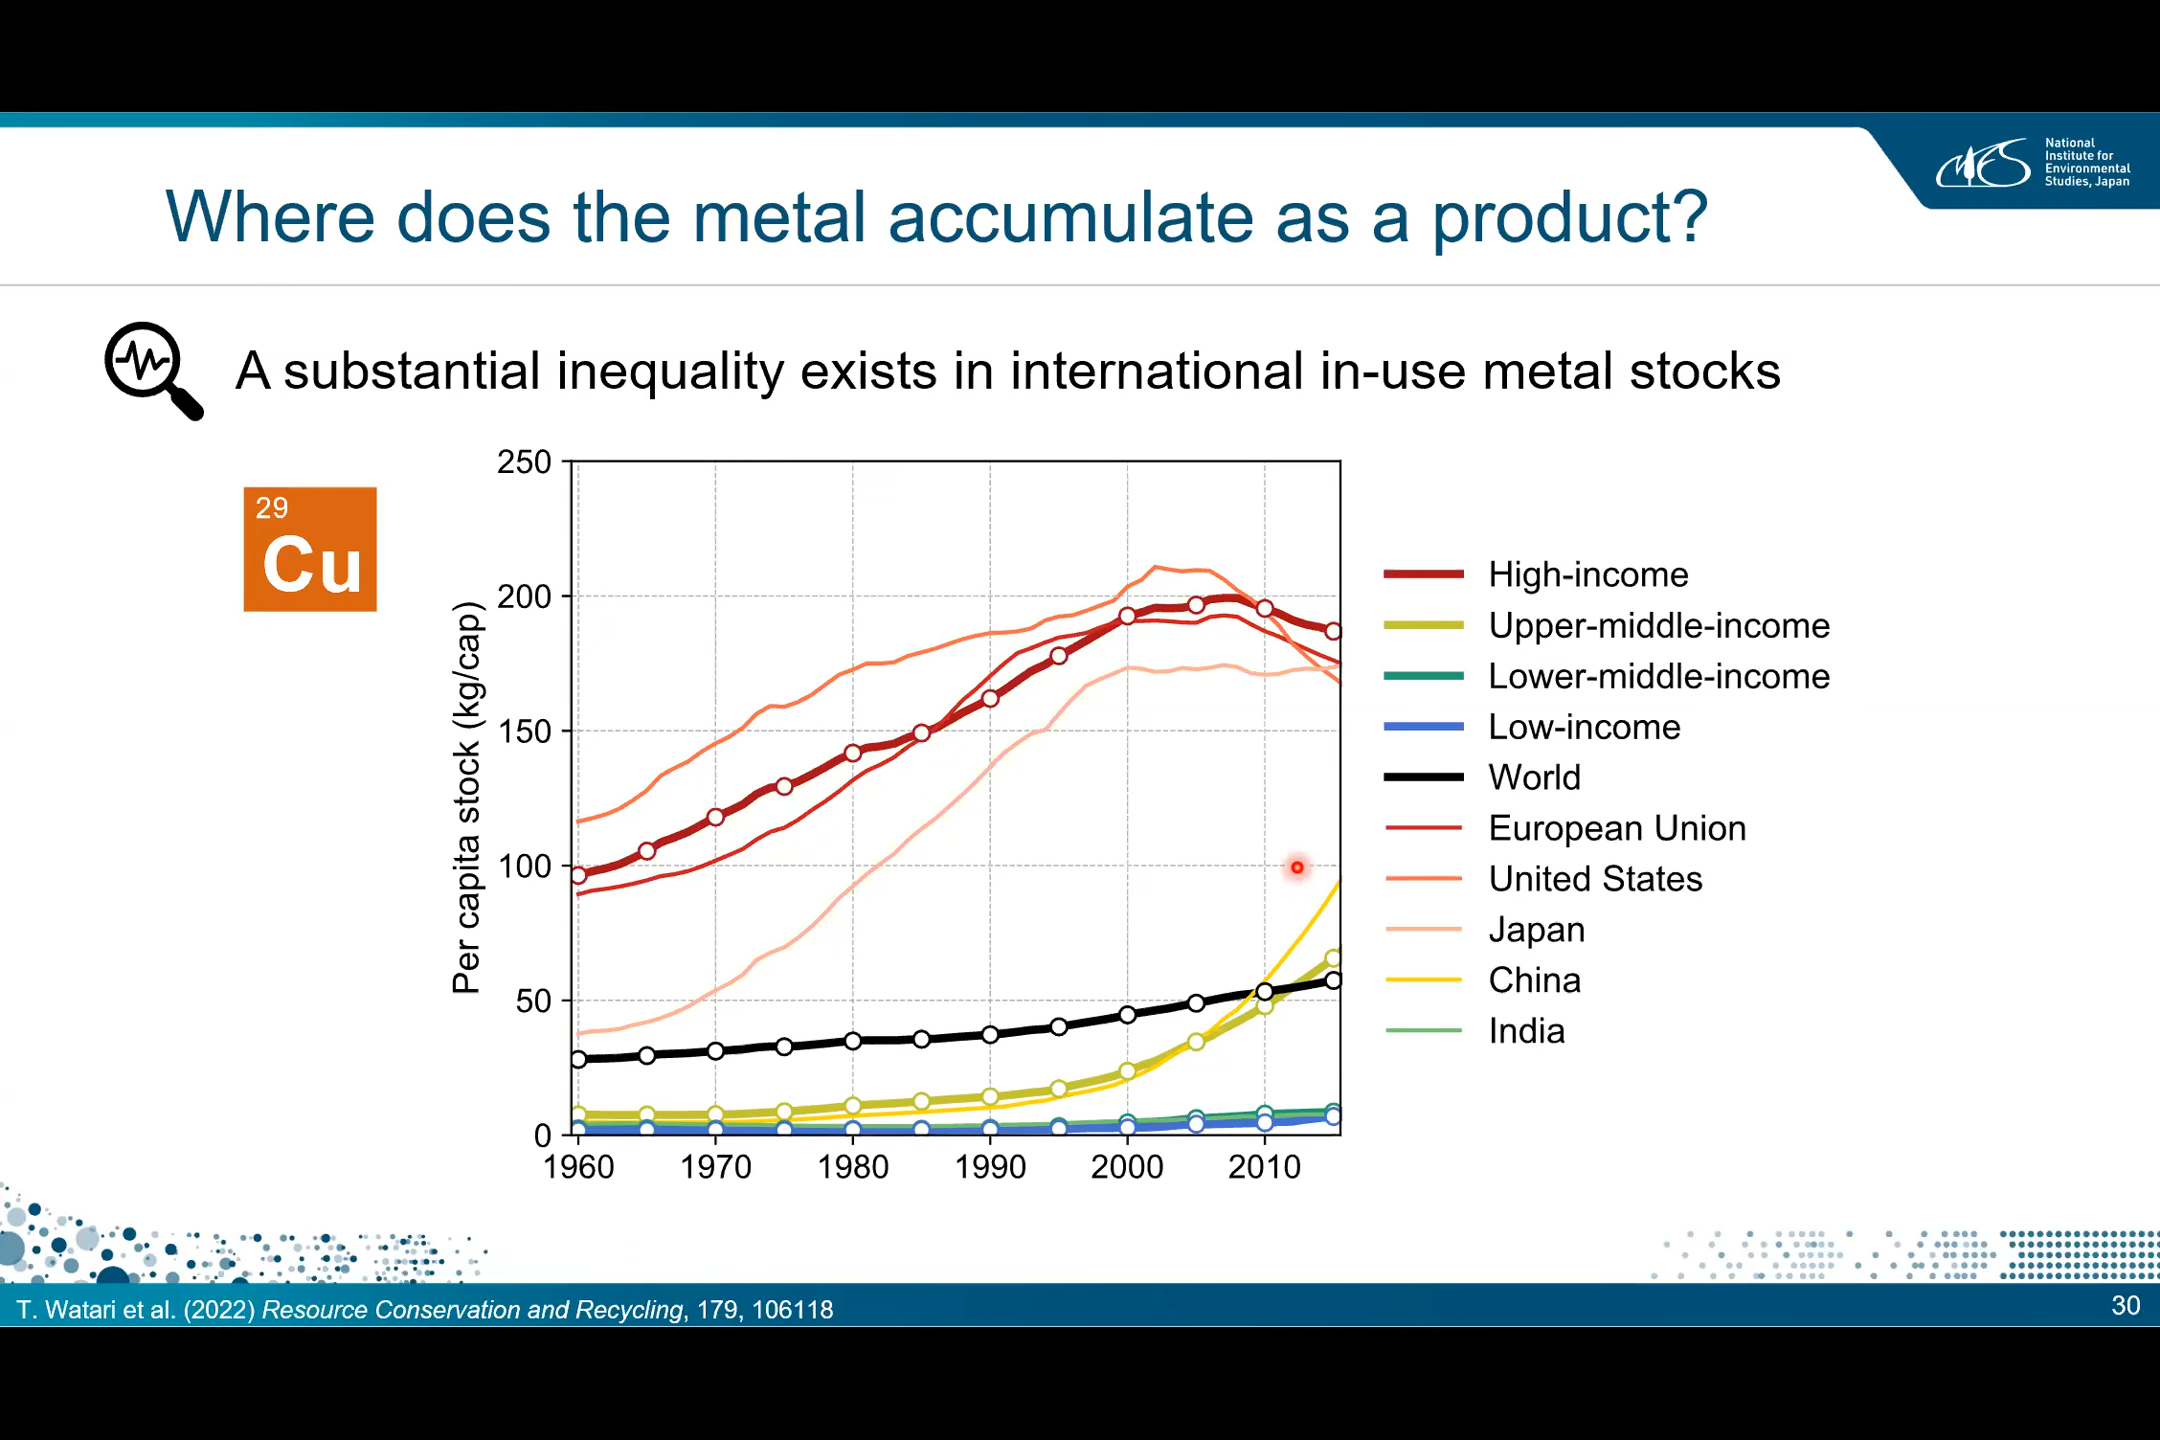 National
Institute for
Environmental
Studies, Japan
Where does the metal accumulate as a product?
A substantial inequality exists in international in-use metal stocks
29
Cu
Per capita stock (kg/cap)
250
200
150
100
50
0
1960 1970 1980 1990 2000 2010
High-income
Upper-middle-income
Lower-middle-income
Low-income
World
European Union
United States
Japan
China
India
T. Watari et al. (2022) Resource Conservation and Recycling, 179, 106118
30